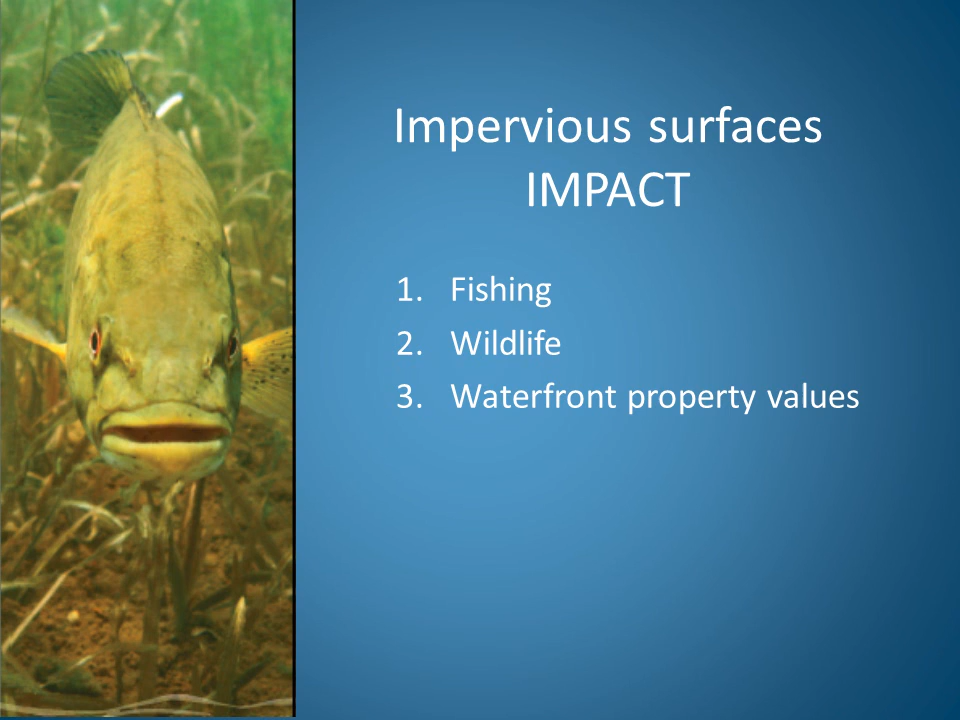 Impervious surfaces
IMPACT
1. Fishing
2. Wildlife
3. Waterfront property values